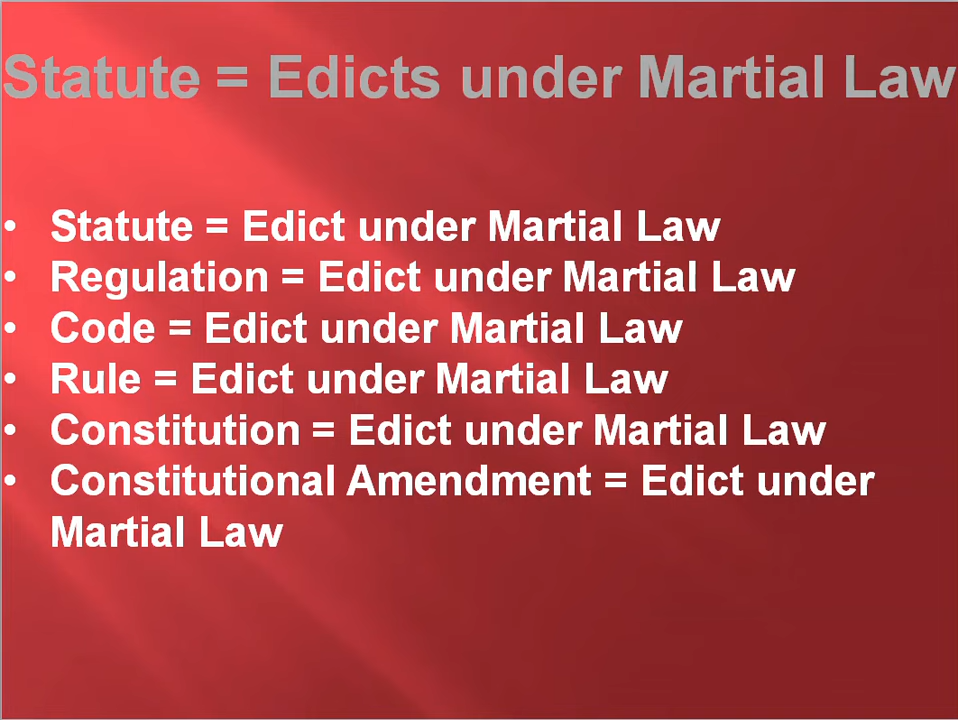 Statute = Edicts under Martial Law
• Statute = Edict under Martial Law
• Regulation = Edict under Martial Law
• Code = Edict under Martial Law
• Rule = Edict under Martial Law
• Constitution = Edict under Martial Law
• Constitutional Amendment = Edict under
Martial Law